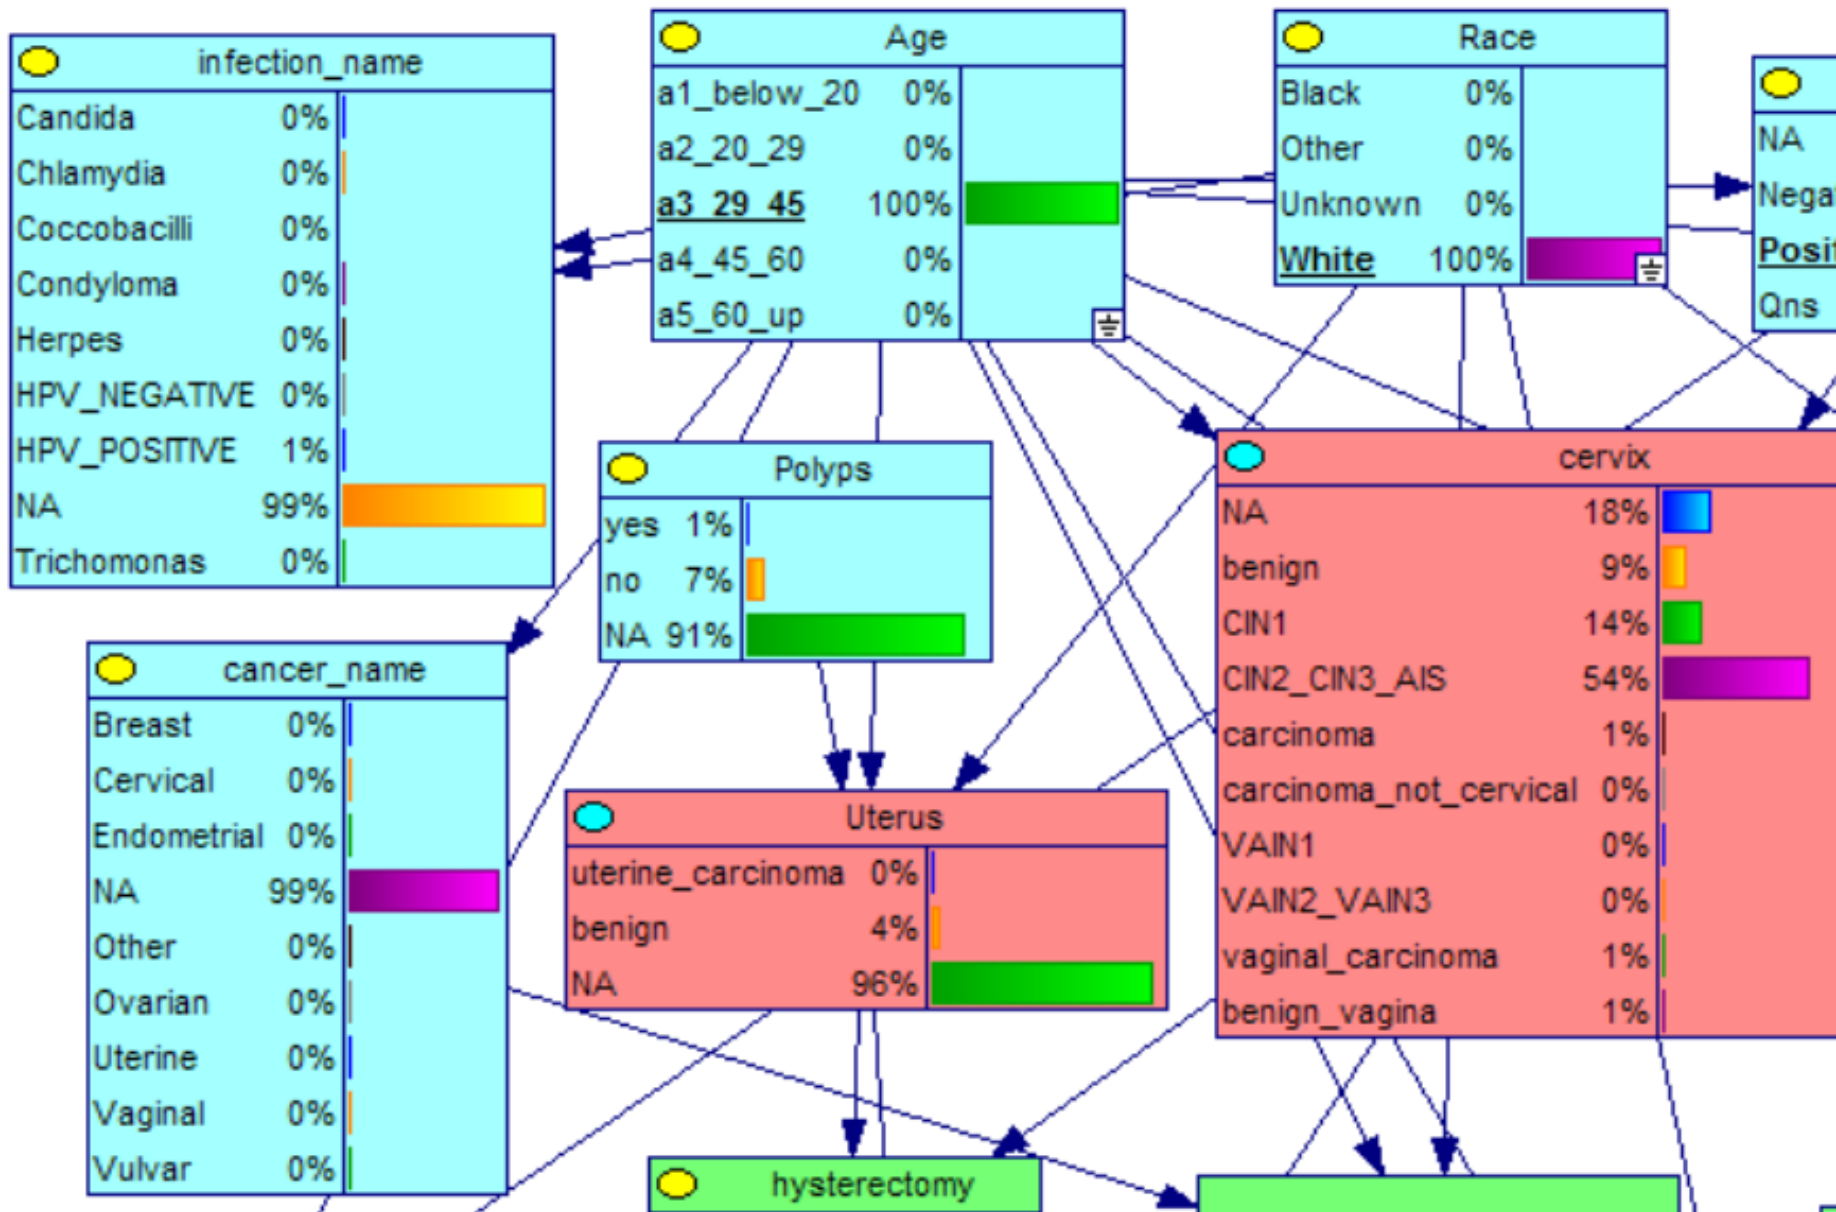 infection_name
Candida 0%
Chlamydia 0%
Coccobacilli 0%
Condyloma 0%
Herpes 0%
HPV_NEGATIVE 0%
HPV_POSITIVE 1%
NA 99%
Trichomonas 0%
Age
a1_below_20 0%
a2_20_29 0%
a3_29_45 100%
a4_45_60 0%
a5_60_up 0%
Race
Black 0%
Other 0%
Unknown 0%
White 100%
NA
Nega
Posit
Qns
Polyps
yes 1%
no 7%
NA 91%
cervix
NA 18%
benign 9%
CIN1 14%
CIN2_CIN3_AIS 54%
carcinoma 1%
carcinoma_not_cervical 0%
VAIN1 0%
VAIN2_VAIN3 0%
vaginal_carcinoma 1%
benign_vagina 1%
cancer_name
Breast 0%
Cervical 0%
Endometrial 0%
NA 99%
Other 0%
Ovarian 0%
Uterine 0%
Vaginal 0%
Vulvar 0%
Uterus
uterine_carcinoma 0%
benign 4%
NA 96%
hysterectomy